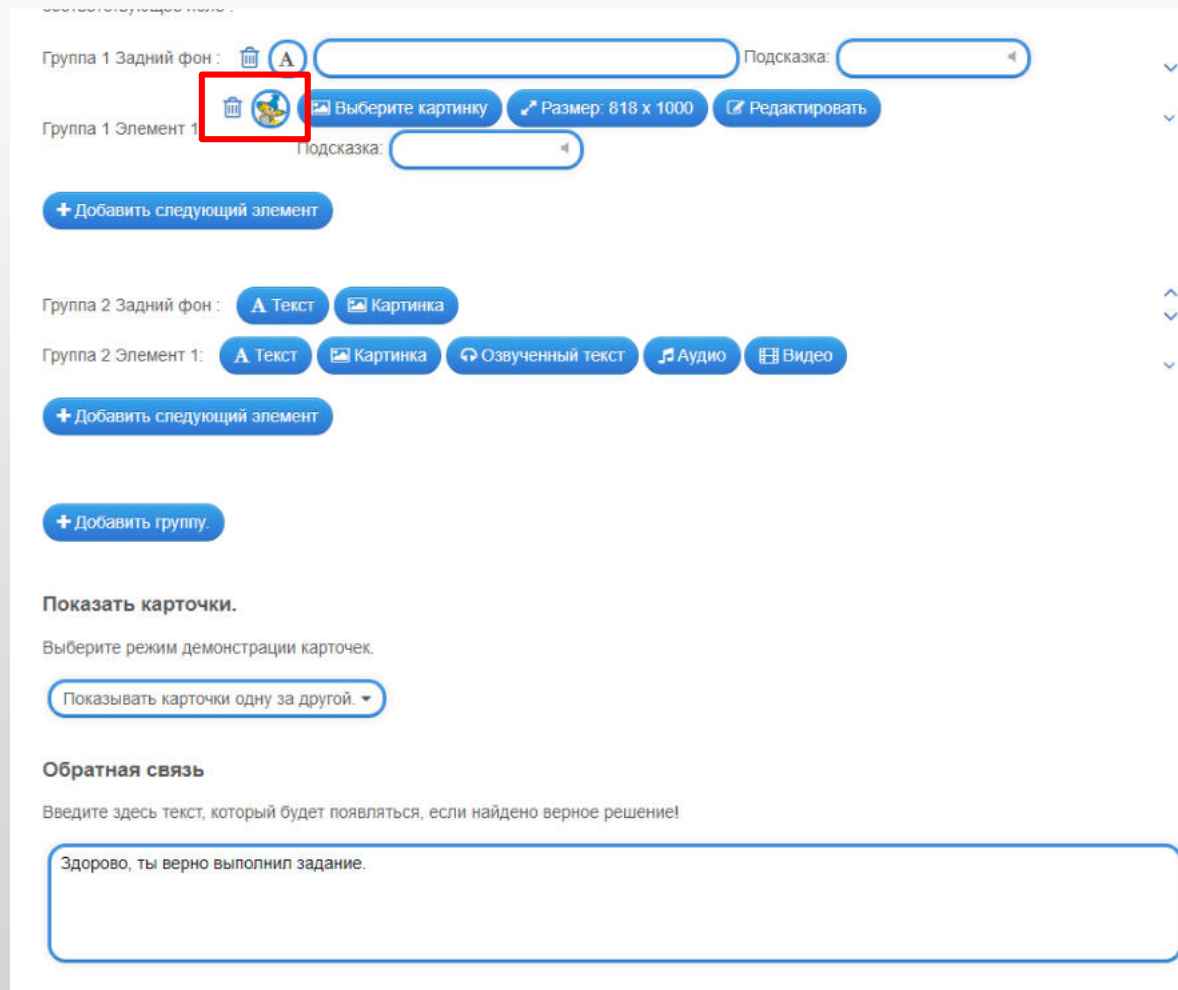 Группа 1 Задний фон : A Подсказка:
Выберите картинку Размер: 818 x 1000 Редактировать
Группа 1 Элемент 1
Подсказка:
+ Добавить следующий элемент
Группа 2 Задний фон : A Текст Картинка
Группа 2 Элемент 1: A Текст Картинка Озвученный текст Аудио Видео
+ Добавить следующий элемент
+ Добавить группу.
Показать карточки.
Выберите режим демонстрации карточек.
Показывать карточки одну за другой.
Обратная связь
Введите здесь текст, который будет появляться, если найдено верное решение!
Здорово, ты верно выполнил задание.